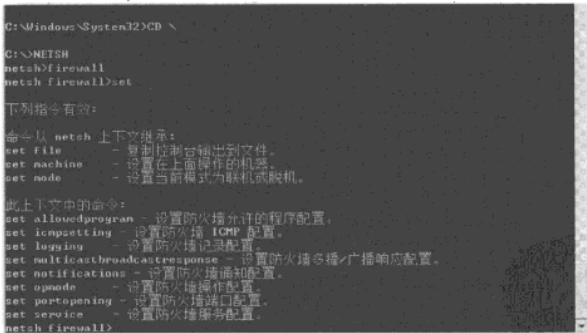 C:\Windows\System32>CD \
C:\>NETSH
netsh>firewall
netsh firewall>set
下列指令有效:
命令从 netsh 上下文继承:
set file - 复制控制台输出到文件。
set machine - 设置在上面操作的机器。
set mode - 设置当前模式为联机或脱机。
此上下文中的命令:
set allowedprogram - 设置防火墙允许的程序配置。
set icmpsetting - 设置防火墙 ICMP 配置。
set logging - 设置防火墙记录配置。
set multicastbroadcastresponse - 设置防火墙多播/广播响应配置。
set notifications - 设置防火墙通知配置。
set opmode - 设置防火墙操作配置。
set portopening - 设置防火墙端口配置。
set service - 设置防火墙服务配置。
netsh firewall>